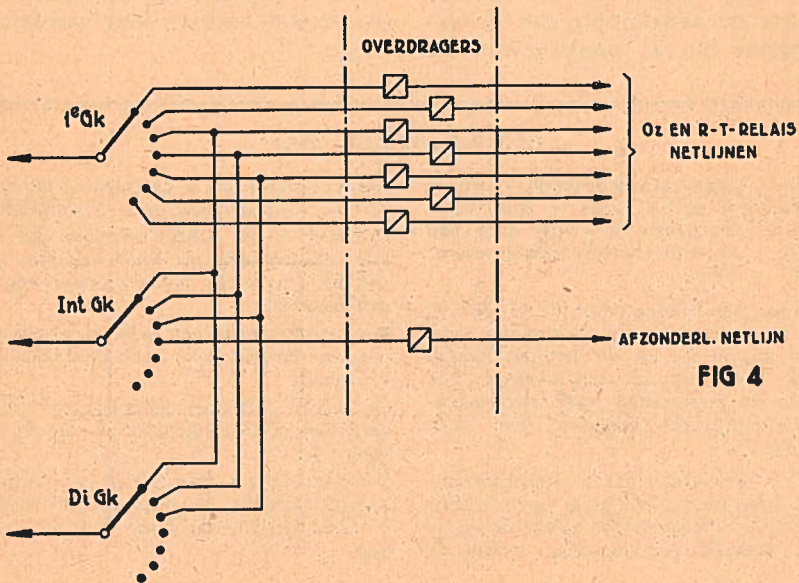 OVERDRAGERS
1e Gk
Oz EN R-T-RELAIS
NETLIJNEN
Int Gk
AFZONDERL. NETLIJN
FIG 4
Di Gk